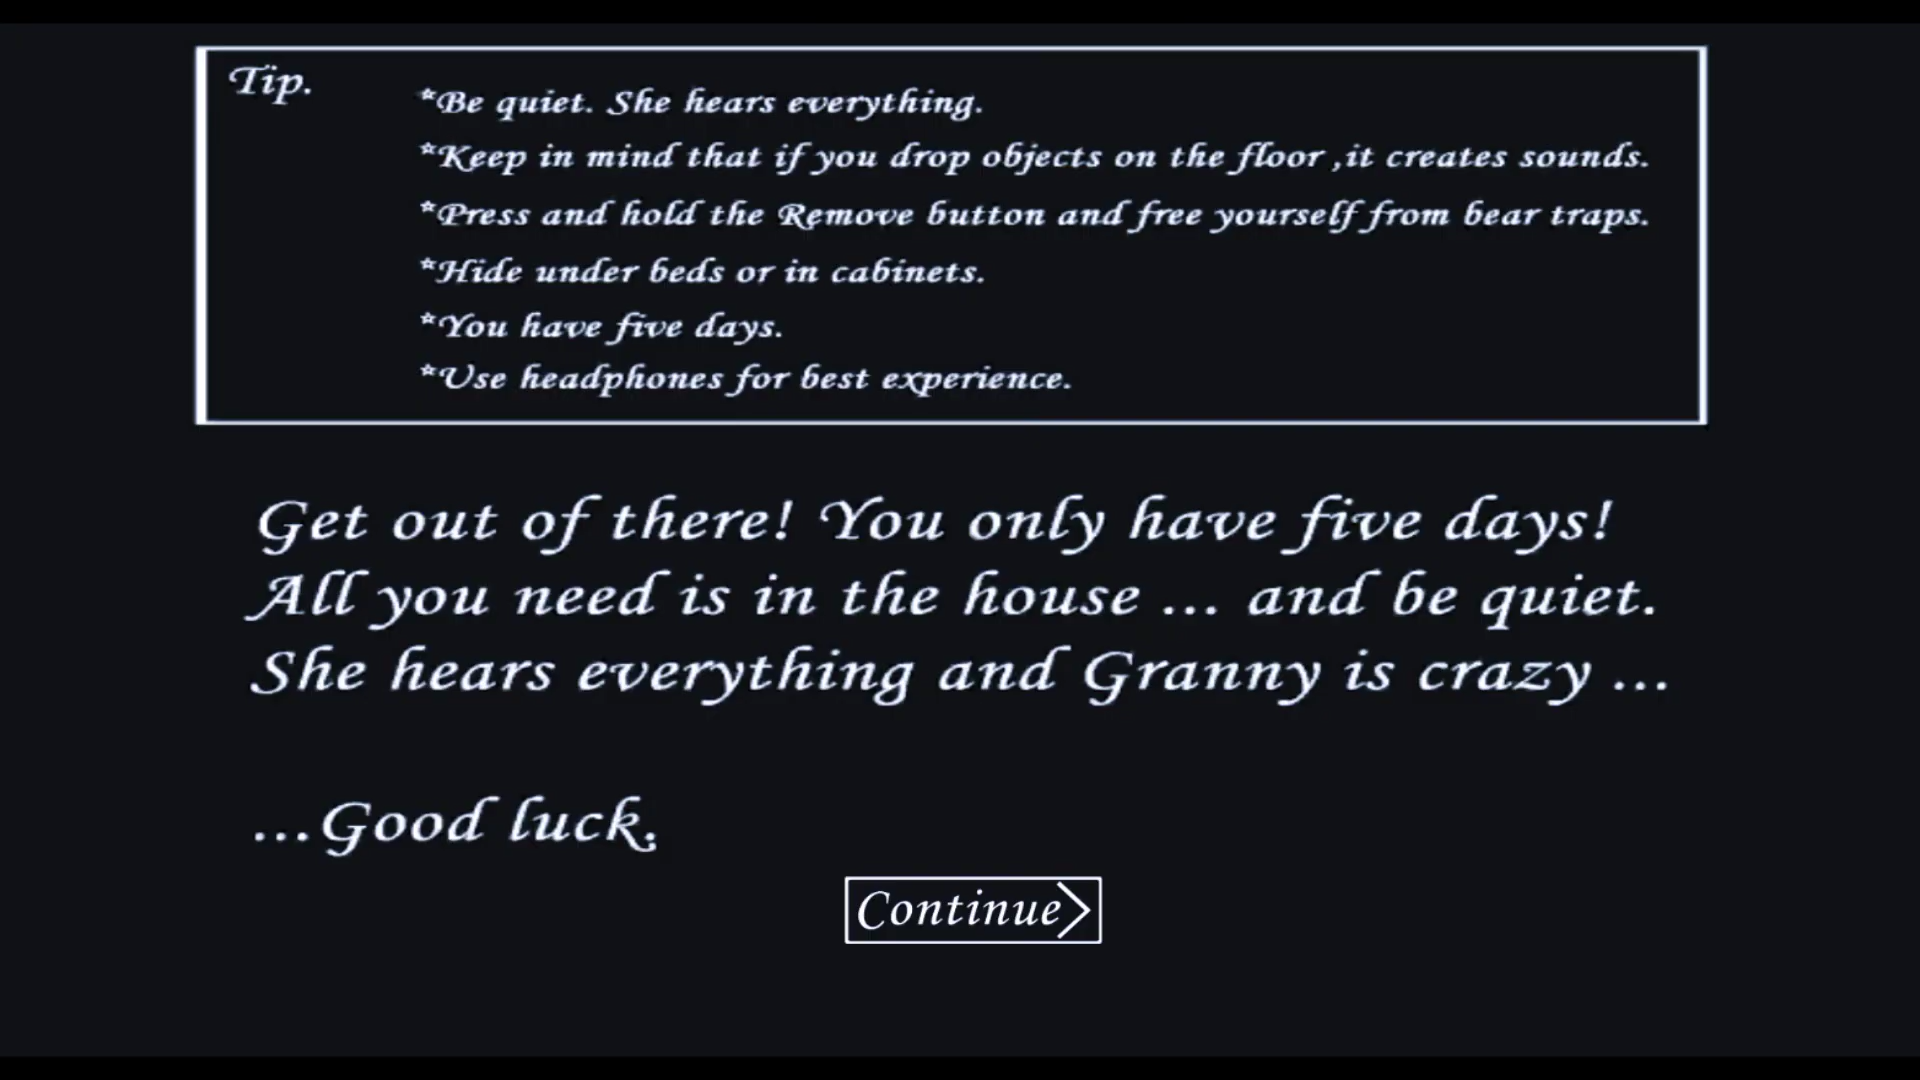 Tip.
*Be quiet. She hears everything.
*Keep in mind that if you drop objects on the floor ,it creates sounds.
*Press and hold the Remove button and free yourself from bear traps.
*Hide under beds or in cabinets.
*You have five days.
*Use headphones for best experience.
Get out of there! You only have five days!
All you need is in the house ... and be quiet.
She hears everything and Granny is crazy ...
...Good luck.
Continue>